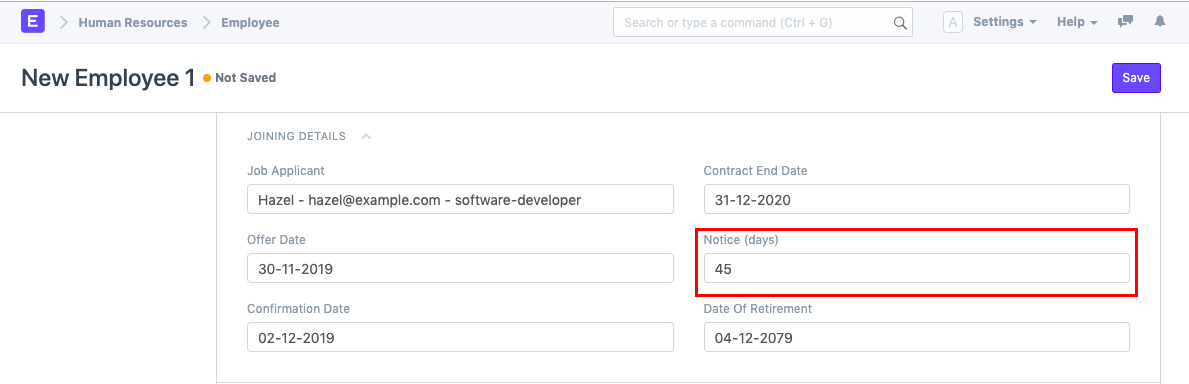 E Human Resources Employee Search or type a command (Ctrl + G) A Settings Help
New Employee 1 Not Saved Save
JOINING DETAILS
Job Applicant Contract End Date
Hazel - hazel@example.com - software-developer 31-12-2020
Offer Date Notice (days)
30-11-2019 45
Confirmation Date Date Of Retirement
02-12-2019 04-12-2079